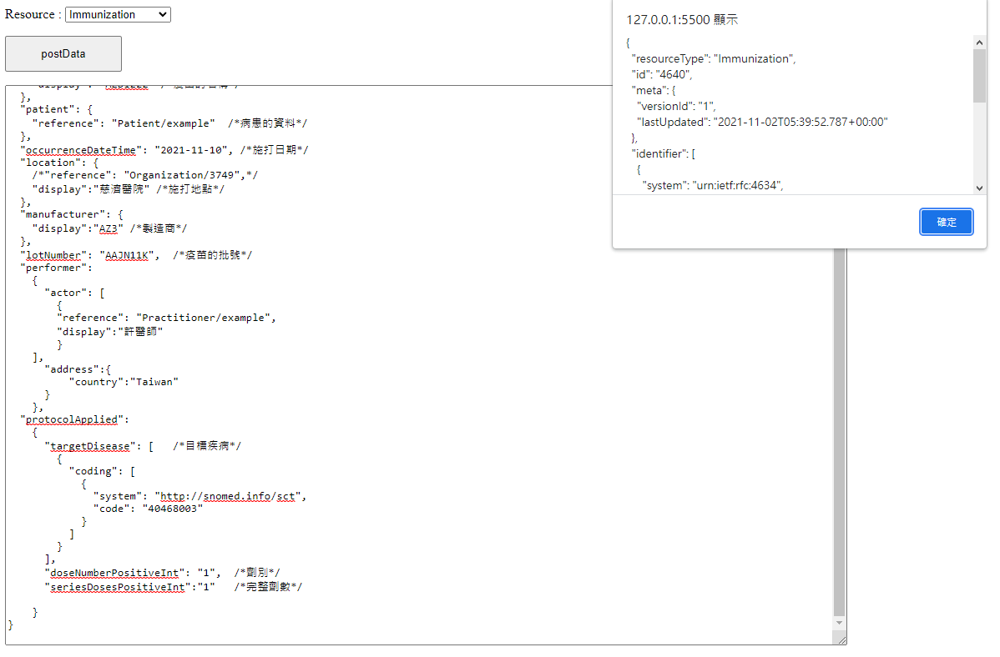 Resource : Immunization
postData
},
"patient": {
"reference": "Patient/example" /*病患的資料*/
},
"occurrenceDateTime": "2021-11-10", /*施打日期*/
"location": {
/*"reference": "Organization/3749",*/
"display":"慈濟醫院" /*施打地點*/
},
"manufacturer": {
"display":"AZ3" /*製造商*/
},
"lotNumber": "AAJN11K", /*疫苗的批號*/
"performer":
{
"actor": [
{
"reference": "Practitioner/example",
"display":"許醫師"
}
],
"address":{
"country":"Taiwan"
}
},
"protocolApplied":
{
"targetDisease": [ /*目標疾病*/
{
"coding": [
{
"system": "http://snomed.info/sct",
"code": "40468003"
}
]
}
],
"doseNumberPositiveInt": "1", /*劑別*/
"seriesDosesPositiveInt":"1" /*完整劑數*/
}
}
127.0.0.1:5500 顯示
{
"resourceType": "Immunization",
"id": "4640",
"meta": {
"versionId": "1",
"lastUpdated": "2021-11-02T05:39:52.787+00:00"
},
"identifier": [
{
"system": "urn:ietf:rfc:4634",
確定